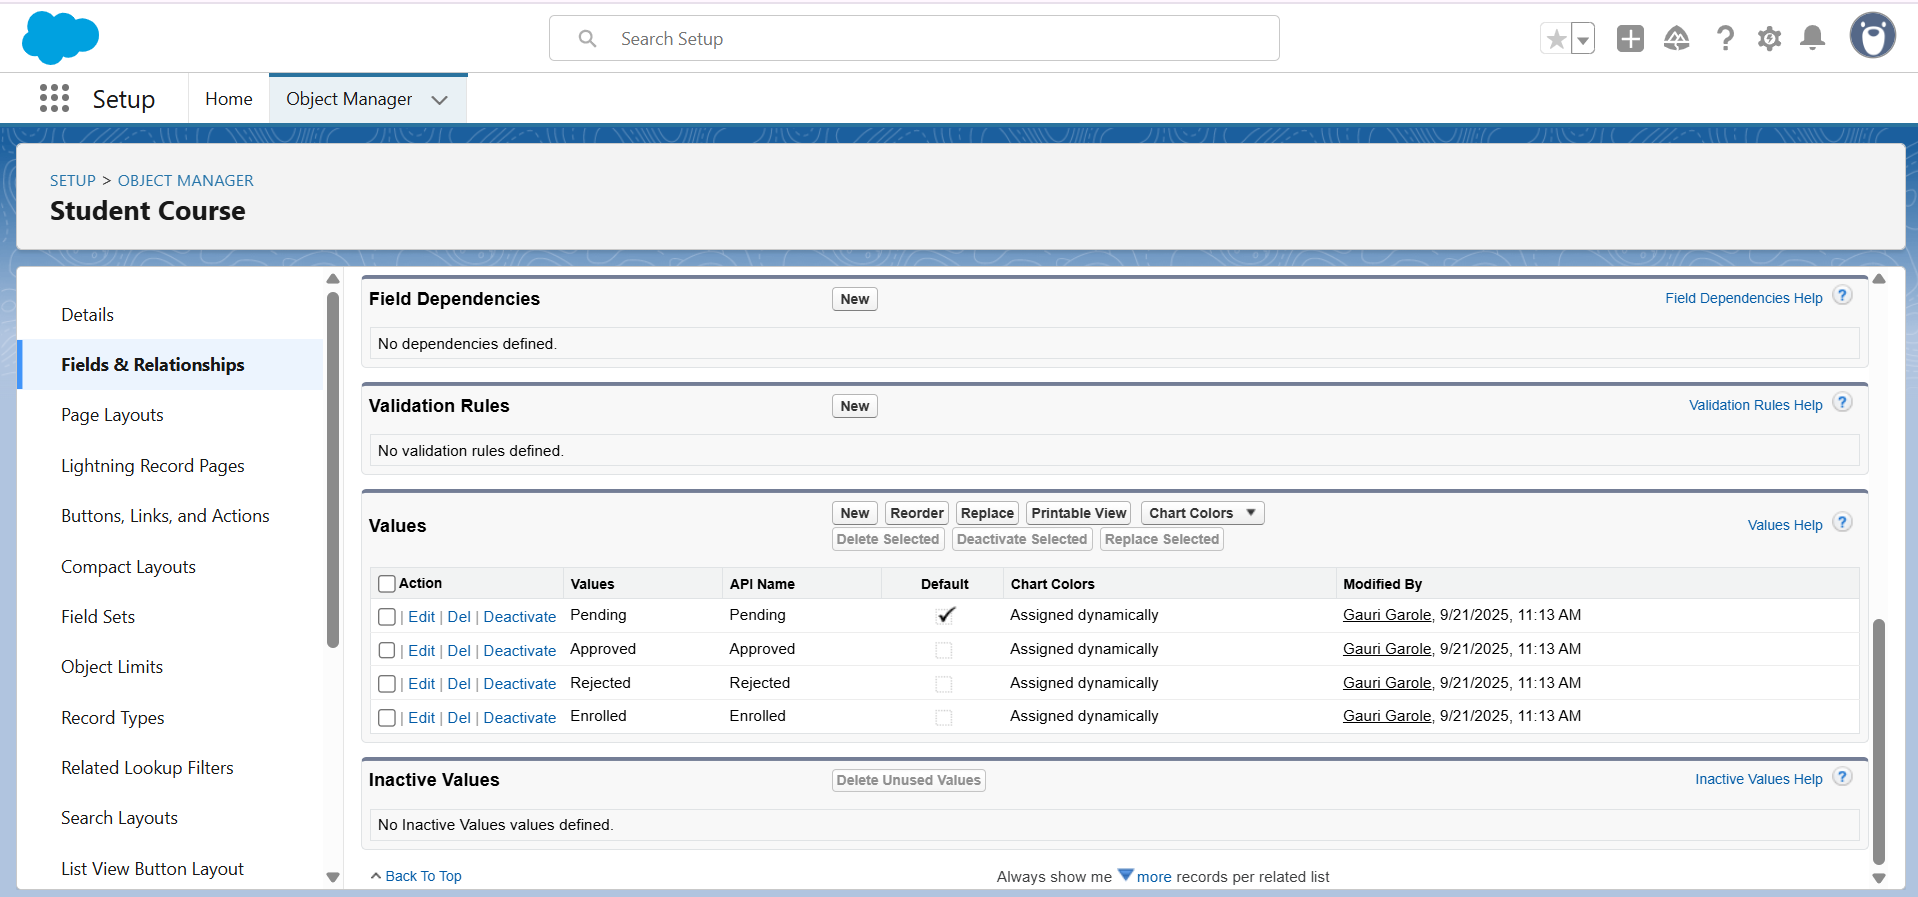 Search Setup
Setup Home Object Manager
SETUP > OBJECT MANAGER
Student Course
Details
Fields & Relationships
Page Layouts
Lightning Record Pages
Buttons, Links, and Actions
Compact Layouts
Field Sets
Object Limits
Record Types
Related Lookup Filters
Search Layouts
List View Button Layout
Field Dependencies New Field Dependencies Help ?
No dependencies defined.
Validation Rules New Validation Rules Help ?
No validation rules defined.
Values New Reorder Replace Printable View Chart Colors Values Help ?
Delete Selected Deactivate Selected Replace Selected
Action Values API Name Default Chart Colors Modified By
| Edit | Del | Deactivate Pending Pending Assigned dynamically Gauri Garole, 9/21/2025, 11:13 AM
| Edit | Del | Deactivate Approved Approved Assigned dynamically Gauri Garole, 9/21/2025, 11:13 AM
| Edit | Del | Deactivate Rejected Rejected Assigned dynamically Gauri Garole, 9/21/2025, 11:13 AM
| Edit | Del | Deactivate Enrolled Enrolled Assigned dynamically Gauri Garole, 9/21/2025, 11:13 AM
Inactive Values Delete Unused Values Inactive Values Help ?
No Inactive Values values defined.
Back To Top Always show me more records per related list